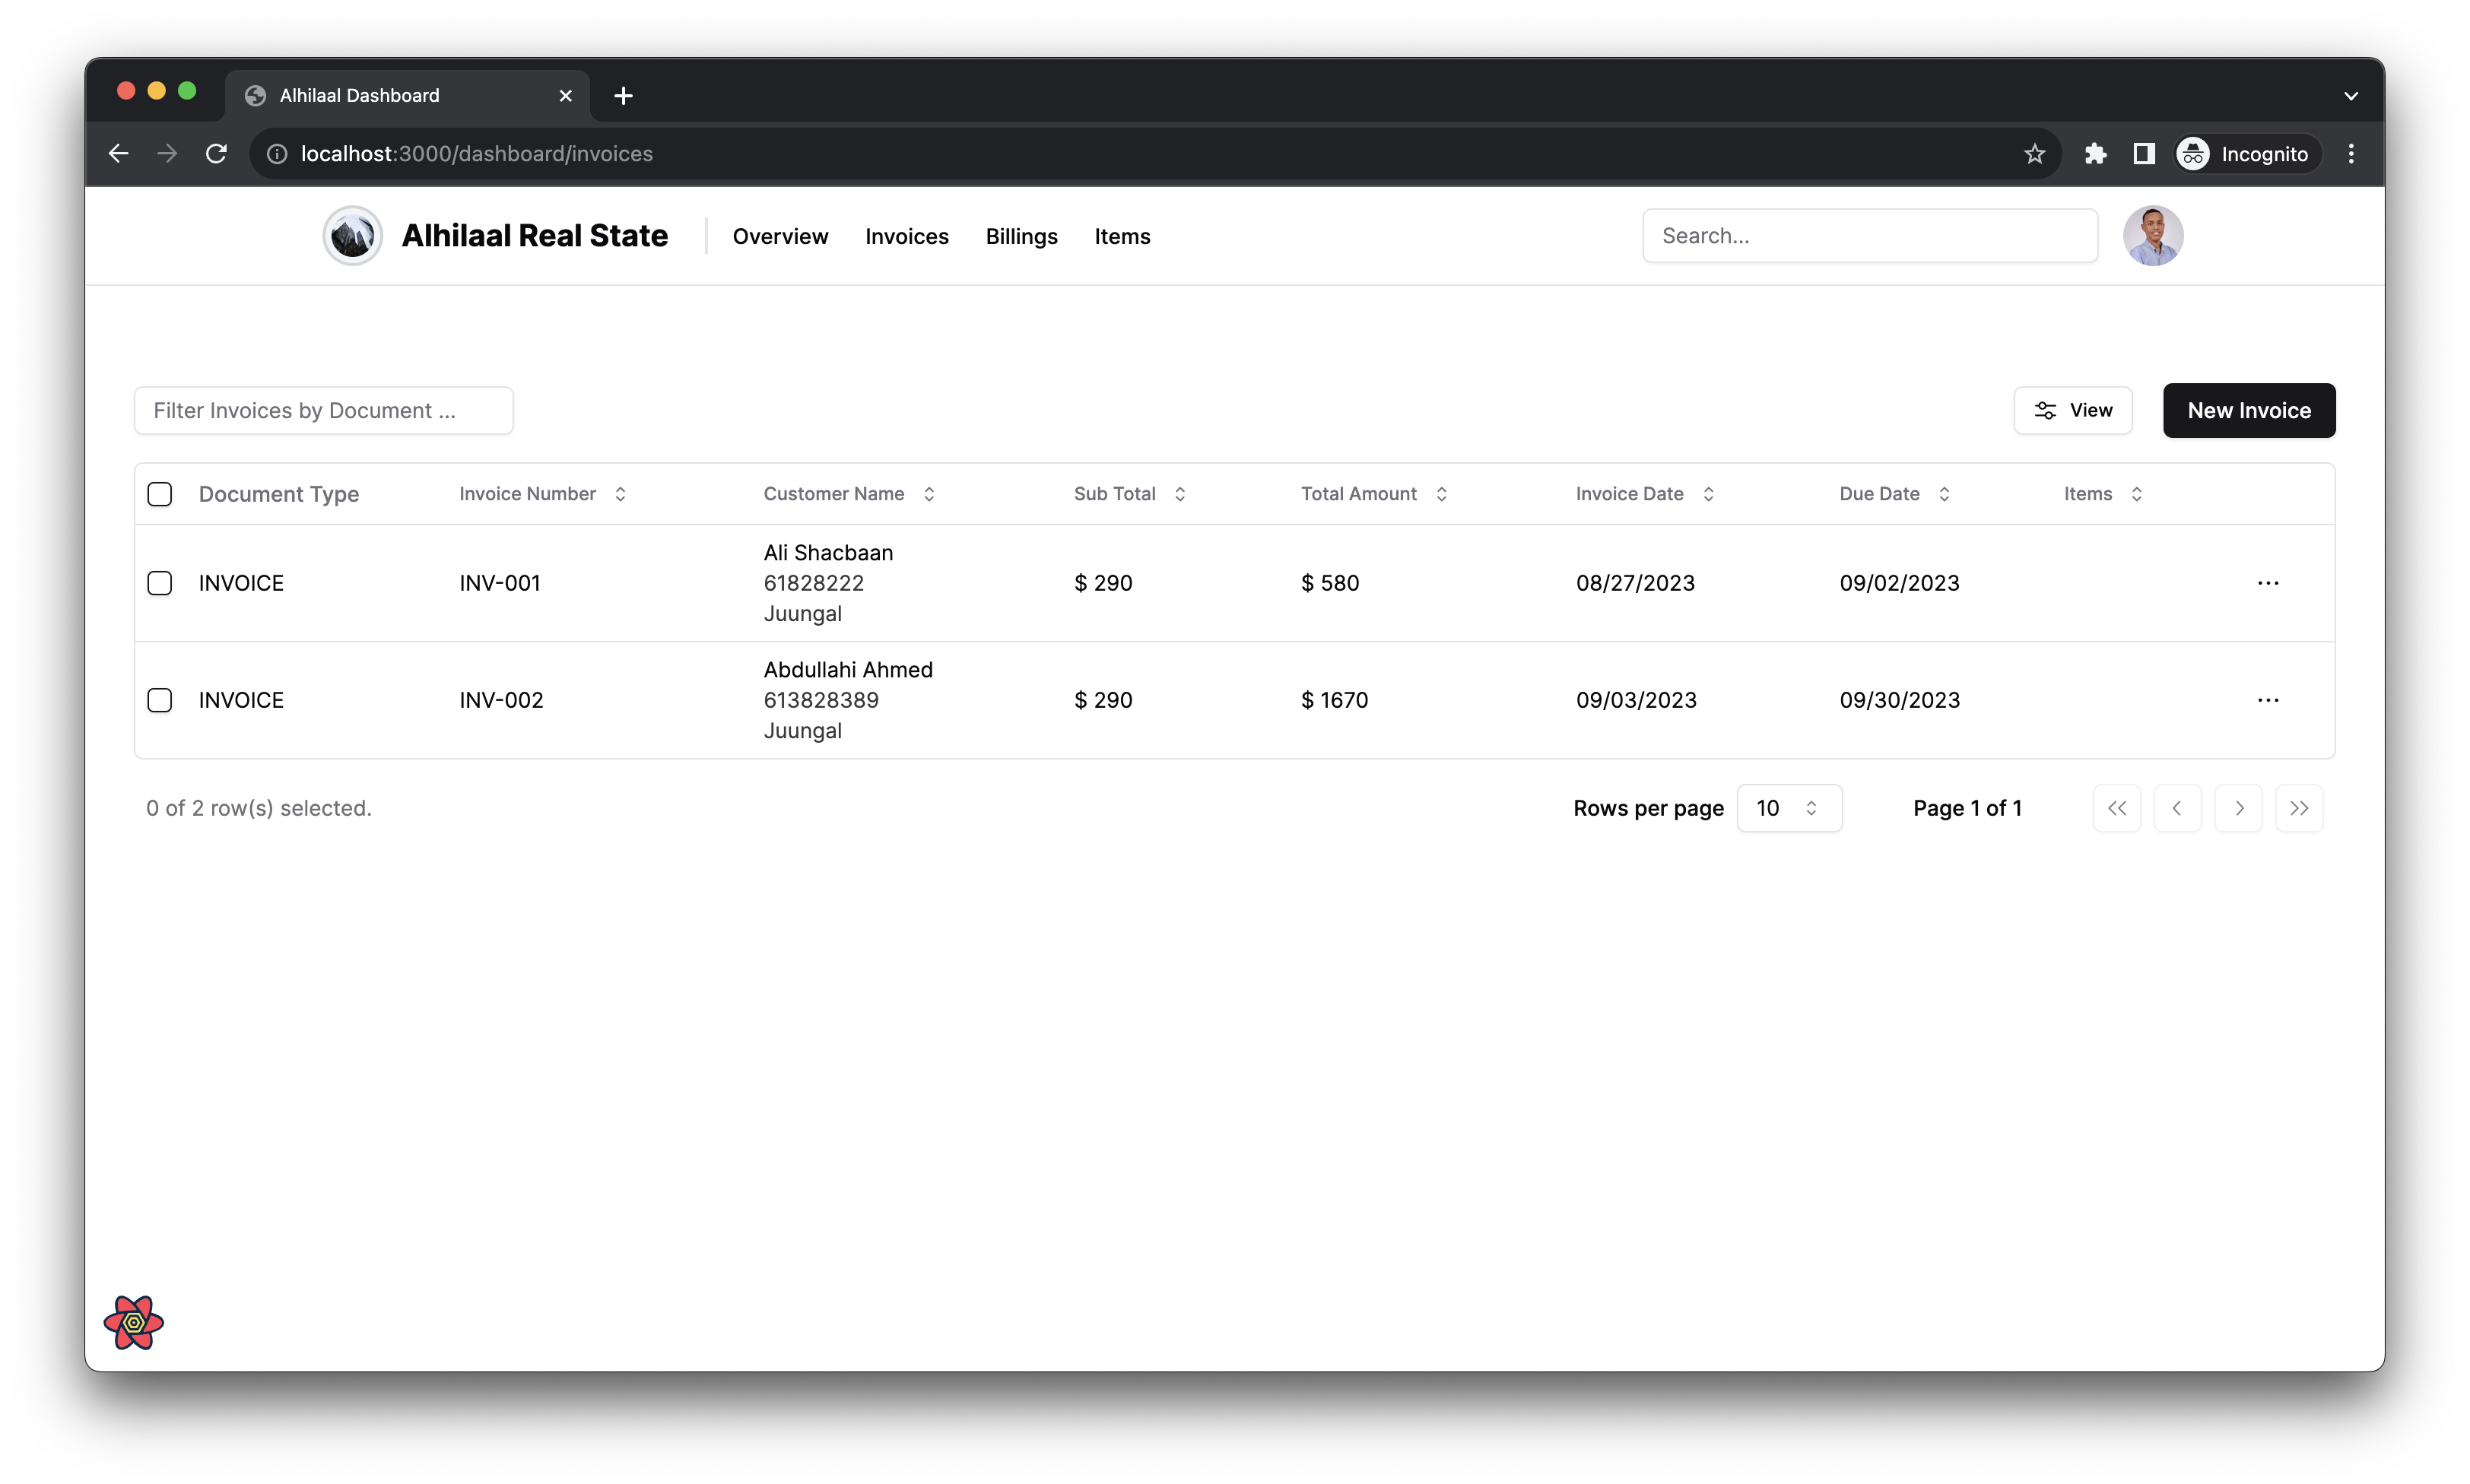 Alhilaal Dashboard
localhost:3000/dashboard/invoices
Incognito
Alhilaal Real State
Overview Invoices Billings Items
Search...
Filter Invoices by Document ...
View
New Invoice
Document Type Invoice Number Customer Name Sub Total Total Amount Invoice Date Due Date Items
Ali Shacbaan
INVOICE INV-001 61828222 $ 290 $ 580 08/27/2023 09/02/2023
Juungal
Abdullahi Ahmed
INVOICE INV-002 613828389 $ 290 $ 1670 09/03/2023 09/30/2023
Juungal
0 of 2 row(s) selected.
Rows per page 10 Page 1 of 1